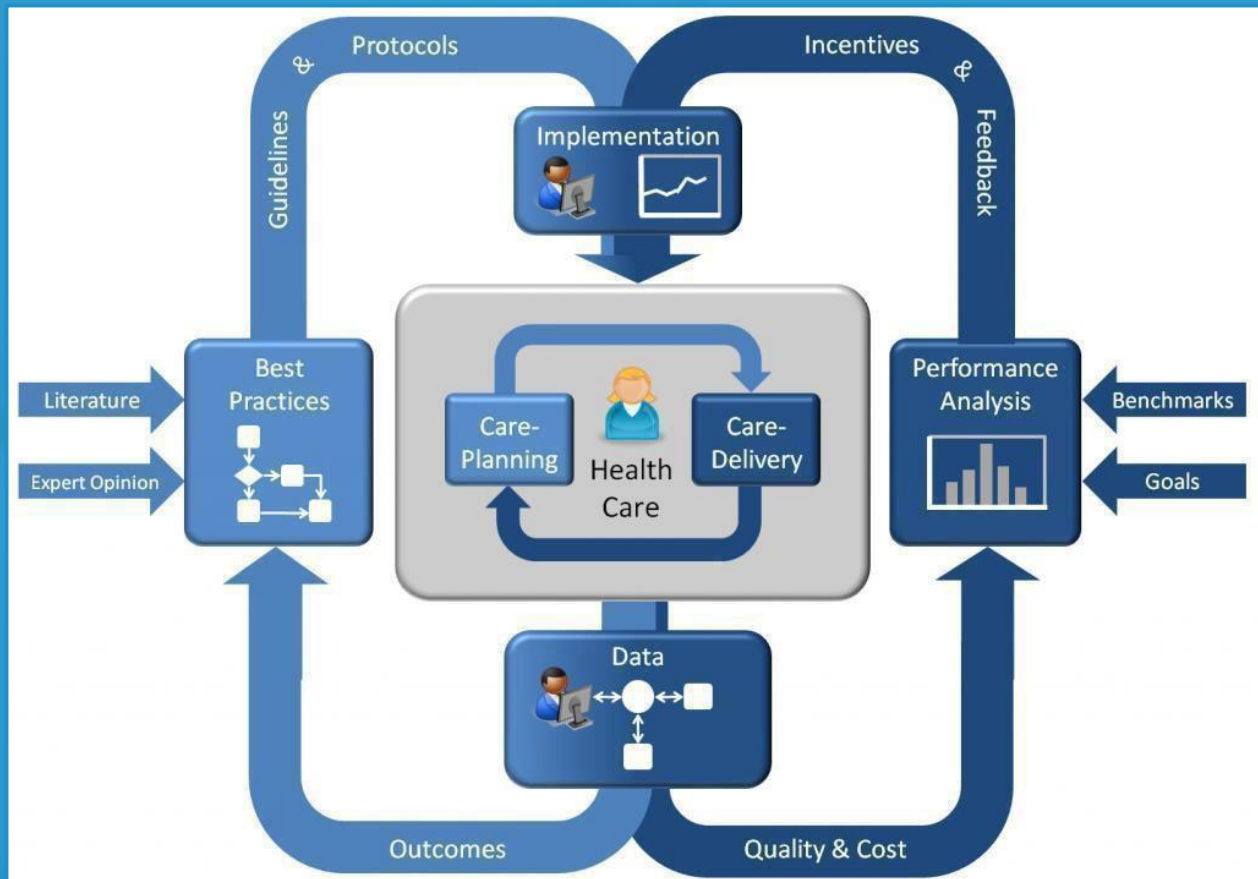 Protocols
&
Guidelines
Incentives
&
Feedback
Implementation
Best
Practices
Literature
Expert Opinion
Care-
Planning
Health
Care
Care-
Delivery
Performance
Analysis
Benchmarks
Goals
Data
Outcomes
Quality & Cost